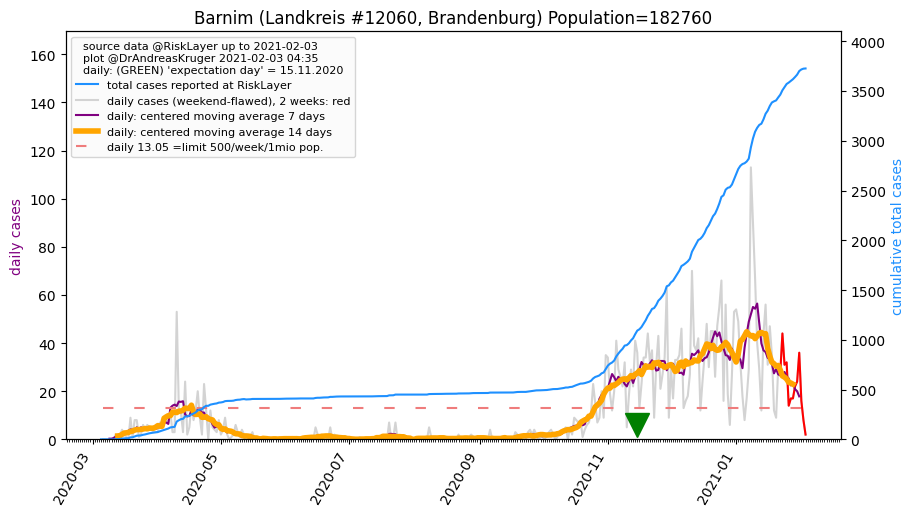 Barnim (Landkreis #12060, Brandenburg) Population=182760
source data @RiskLayer up to 2021-02-03
plot @DrAndreasKruger 2021-02-03 04:35
daily: (GREEN) 'expectation day' = 15.11.2020
total cases reported at RiskLayer
daily cases (weekend-flawed), 2 weeks: red
daily: centered moving average 7 days
daily: centered moving average 14 days
daily 13.05 =limit 500/week/1mio pop.
daily cases
160
140
120
100
80
60
40
20
0
cumulative total cases
4000
3500
3000
2500
2000
1500
1000
500
0
2020-03
2020-05
2020-07
2020-09
2020-11
2021-01